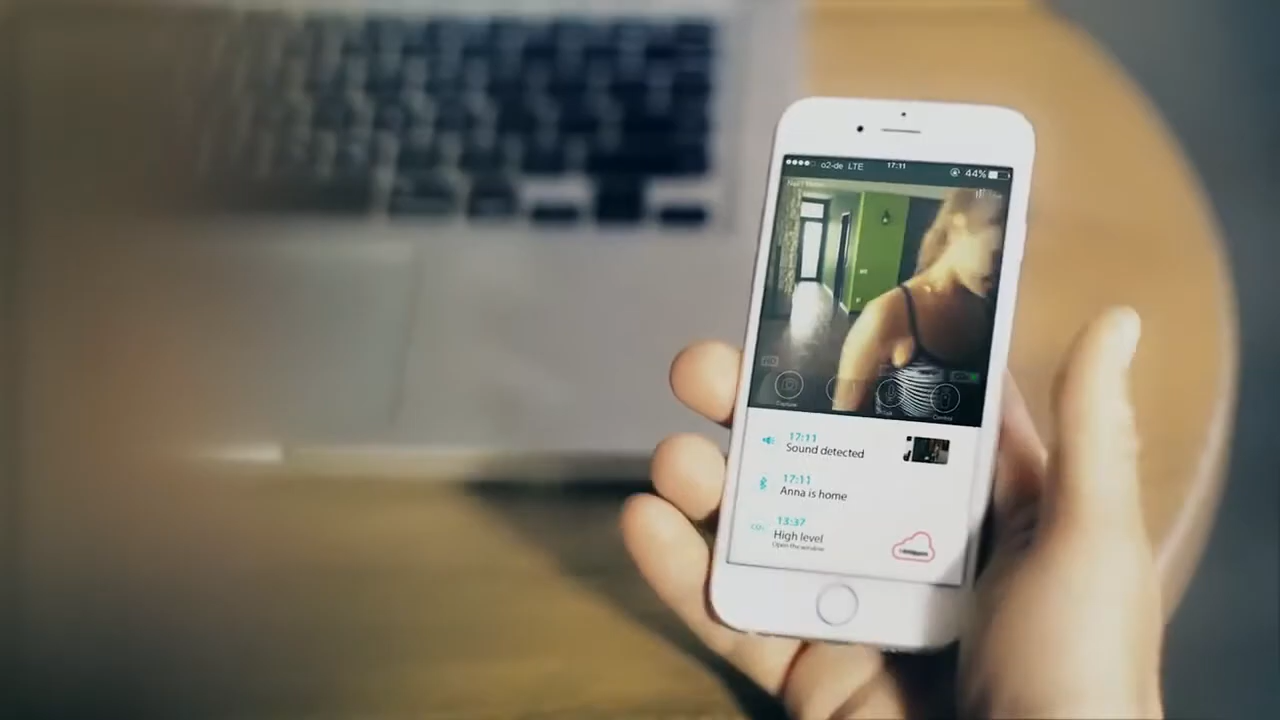 o2-de LTE 17:11 44%
17:11
Sound detected
17:11
Anna is home
CO₂ 13:37
High level
Open the window